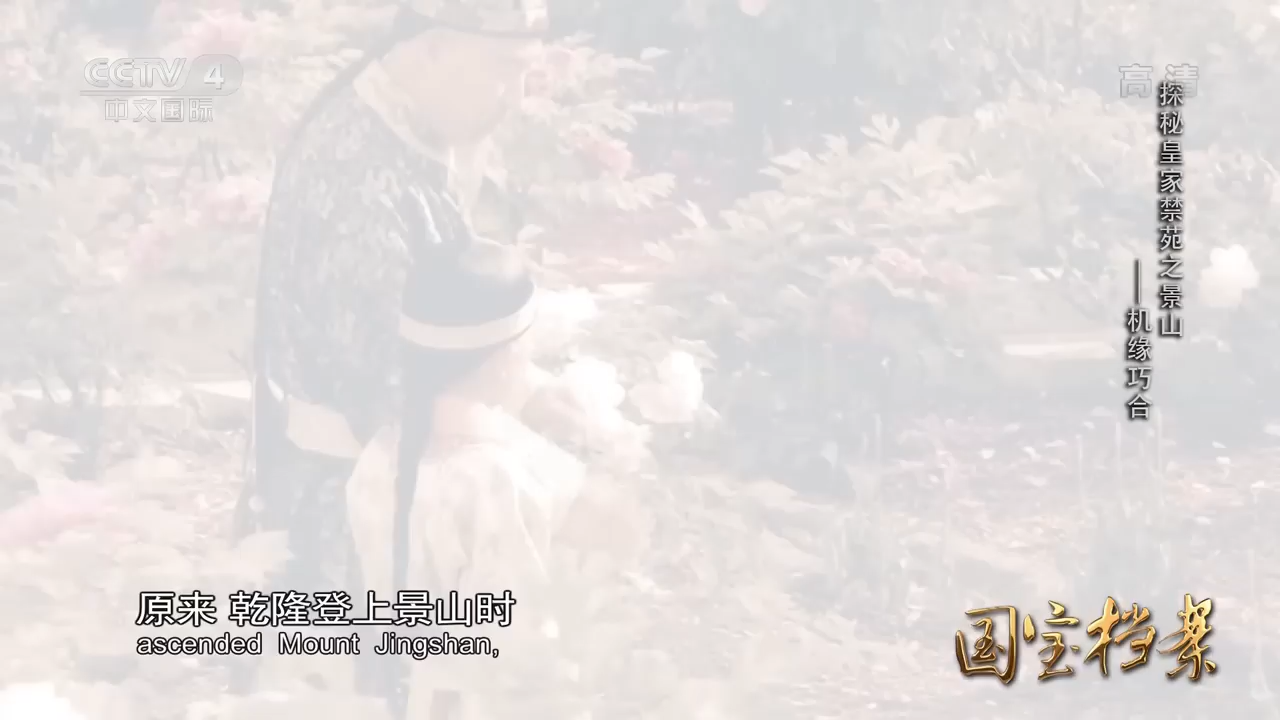 CCTV 4
中文国际
高清
探秘皇家禁苑之景山
——机缘巧合
原来 乾隆登上景山时
ascended Mount Jingshan,
国宝档案